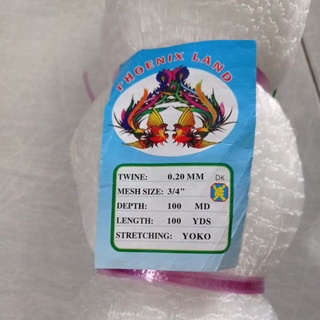 PHOENIX LAND
TWINE: 0.20 MM DK
MESH SIZE: 3/4"
DEPTH: 100 MD
LENGTH: 100 YDS
STRETCHING: YOKO